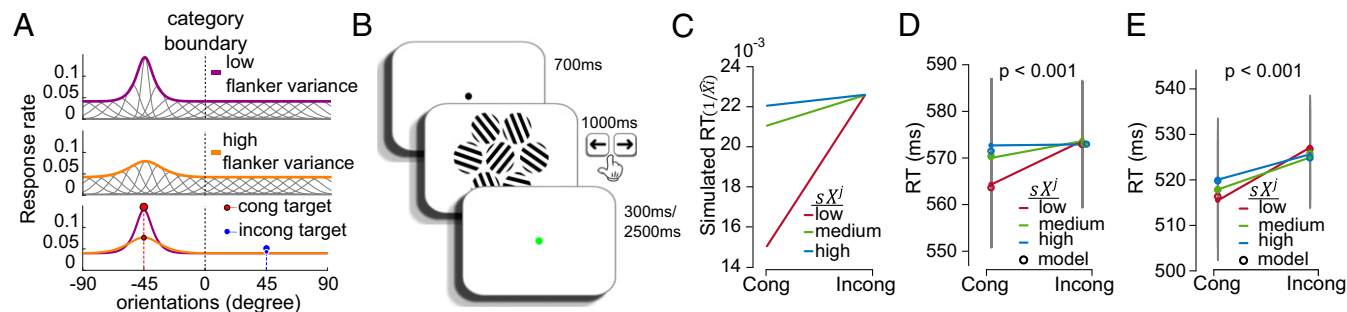 A
category
boundary
low
flanker variance
0.1
0.05
0
high
flanker variance
0.1
0.05
0
Response rate
cong target
incong target
0.1
0.05
0
-90 -45 0 45 90
orientations (degree)
B
700ms
1000ms
300ms/
2500ms
C
10⁻³
22
20
18
16
14
Simulated RT(1/X̂i)
sXʲ
low
medium
high
Cong Incong
D
p < 0.001
590
580
570
560
550
RT (ms)
sXʲ
low
medium
high
model
Cong Incong
E
p < 0.001
540
530
520
510
500
RT (ms)
sXʲ
low
medium
high
model
Cong Incong